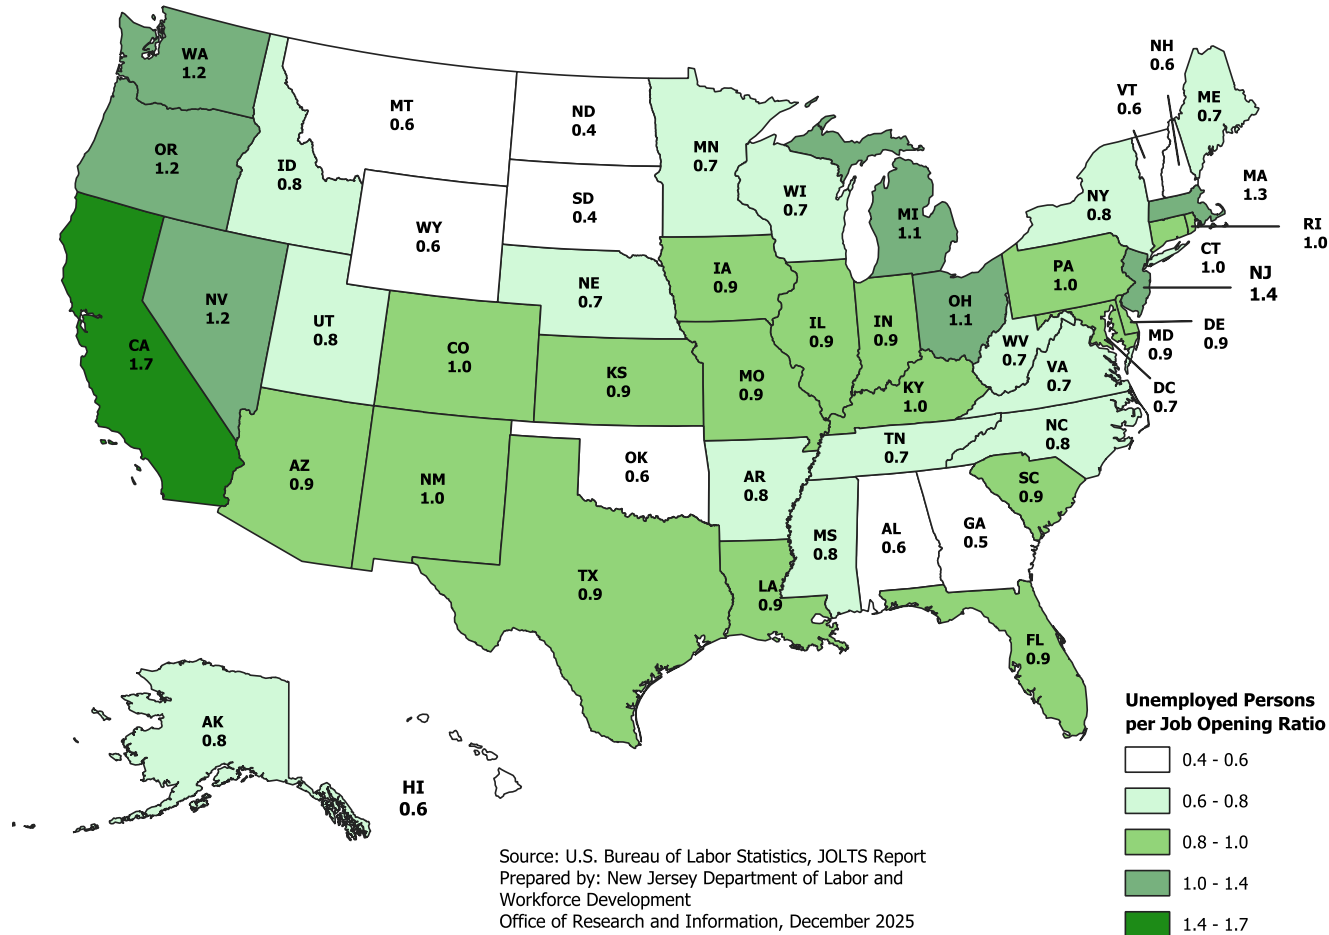 NH
0.6
WA
1.2
VT
0.6
ME
0.7
MT
0.6
ND
0.4
MN
0.7
OR
1.2
ID
0.8
MA
1.3
WI
0.7
NY
0.8
SD
0.4
WY
0.6
MI
1.1
RI
1.0
CT
1.0
PA
1.0
IA
0.9
NJ
1.4
NE
0.7
NV
1.2
OH
1.1
UT
0.8
IL
0.9
IN
0.9
DE
0.9
MD
0.9
WV
0.7
CA
1.7
CO
1.0
VA
0.7
KS
0.9
MO
0.9
KY
1.0
DC
0.7
NC
0.8
TN
0.7
OK
0.6
AZ
0.9
NM
1.0
AR
0.8
SC
0.9
GA
0.5
AL
0.6
MS
0.8
TX
0.9
LA
0.9
FL
0.9
AK
0.8
HI
0.6
Unemployed Persons
per Job Opening Ratio
0.4 - 0.6
0.6 - 0.8
0.8 - 1.0
1.0 - 1.4
1.4 - 1.7
Source: U.S. Bureau of Labor Statistics, JOLTS Report
Prepared by: New Jersey Department of Labor and
Workforce Development
Office of Research and Information, December 2025